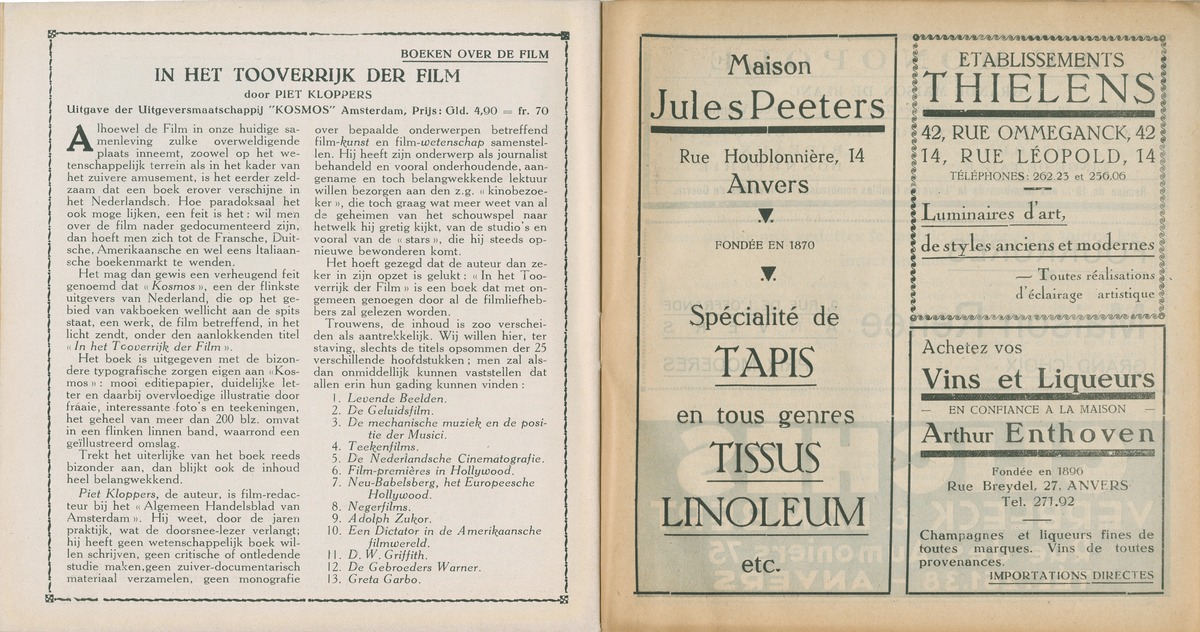 BOEKEN OVER DE FILM
IN HET TOOVERRIJK DER FILM
door PIET KLOPPERS
Uitgave der Uitgeversmaatschappij "KOSMOS" Amsterdam, Prijs: Gld. 4,90 = fr. 70
Alhoewel de Film in onze huidige sa-
menleving zulke overweldigende
plaats inneemt, zoowel op het we-
tenschappelijk terrein als in het kader van
het zuivere amusement, is het eerder zeld-
zaam dat een boek erover verschijne in
het Nederlandsch. Hoe paradoksaal het
ook moge lijken, een feit is het : wil men
over de film nader gedocumenteerd zijn,
dan hoeft men zich tot de Fransche, Duit-
sche, Amerikaansche en wel eens Italiaan-
sche boekenmarkt te wenden.
Het mag dan gewis een verheugend feit
genoemd dat « Kosmos », een der flinkste
uitgevers van Nederland, die op het ge-
bied van vakboeken wellicht aan de spits
staat, een werk, de film betreffend, in het
licht zendt, onder den aanlokkenden titel
« In het Tooverrijk der Film ».
Het boek is uitgegeven met de bizon-
dere typografische zorgen eigen aan «Kos-
mos» : mooi editiepapier, duidelijke let-
ter en daarbij overvloedige illustratie door
fraaie, interessante foto's en teekeningen,
het geheel van meer dan 200 blz. omvat
in een flinken linnen band, waarrond een
geïllustreerd omslag.
Trekt het uiterlijke van het boek reeds
bizonder aan, dan blijkt ook de inhoud
heel belangwekkend.
Piet Kloppers, de auteur, is film-redac-
teur bij het « Algemeen Handelsblad van
Amsterdam ». Hij weet, door de jaren
praktijk, wat de doorsnee-lezer verlangt;
hij heeft geen wetenschappelijk boek wil-
len schrijven, geen critische of ontledende
studie maken,geen zuiver-documentarisch
materiaal verzamelen, geen monografie
over bepaalde onderwerpen betreffend
film-kunst en film-wetenschap samenstel-
len. Hij heeft zijn onderwerp als journalist
behandeld en vooral onderhoudende, aan-
gename en toch belangwekkende lektuur
willen bezorgen aan den z.g. « kinobezoe-
ker », die toch graag wat meer weet van al
de geheimen van het schouwspel naar
hetwelk hij gretig kijkt, van de studio's en
vooral van de « stars », die hij steeds op-
nieuwe bewonderen komt.
Het hoeft gezegd dat de auteur dan ze-
ker in zijn opzet is gelukt : « In het Too-
verrijk der Film » is een boek dat met on-
gemeen genoegen door al de filmliefheb-
bers zal gelezen worden.
Trouwens, de inhoud is zoo verschei-
den als aantrekkelijk. Wij willen hier, ter
staving, slechts de titels opsommen der 25
verschillende hoofdstukken ; men zal als-
dan onmiddellijk kunnen vaststellen dat
allen erin hun gading kunnen vinden :
1. Levende Beelden.
2. De Geluidsfilm.
3. De mechanische muziek en de posi-
tie der Musici.
4. Teekenfilms.
5. De Nederlandsche Cinematografie.
6. Film-premières in Hollywood.
7. Neu-Babelsberg, het Europeesche
Hollywood.
8. Negerfilms.
9. Adolph Zukor.
10. Een Dictator in de Amerikaansche
filmwereld.
11. D. W. Griffith.
12. De Gebroeders Warner.
13. Greta Garbo.
Maison
Jules Peeters
Rue Houblonnière, 14
Anvers
FONDÉE EN 1870
Spécialité de
TAPIS
en tous genres
TISSUS
LINOLEUM
etc.
ETABLISSEMENTS
THIELENS
42, RUE OMMEGANCK, 42
14, RUE LÉOPOLD, 14
TÉLÉPHONES : 262.23 et 256.06
Luminaires d'art,
de styles anciens et modernes
— Toutes réalisations
d'éclairage artistique
Achetez vos
Vins et Liqueurs
— EN CONFIANCE A LA MAISON —
Arthur Enthoven
Fondée en 1896
Rue Breydel, 27, ANVERS
Tel. 271.92
Champagnes et liqueurs fines de
toutes marques. Vins de toutes
provenances.
IMPORTATIONS DIRECTES